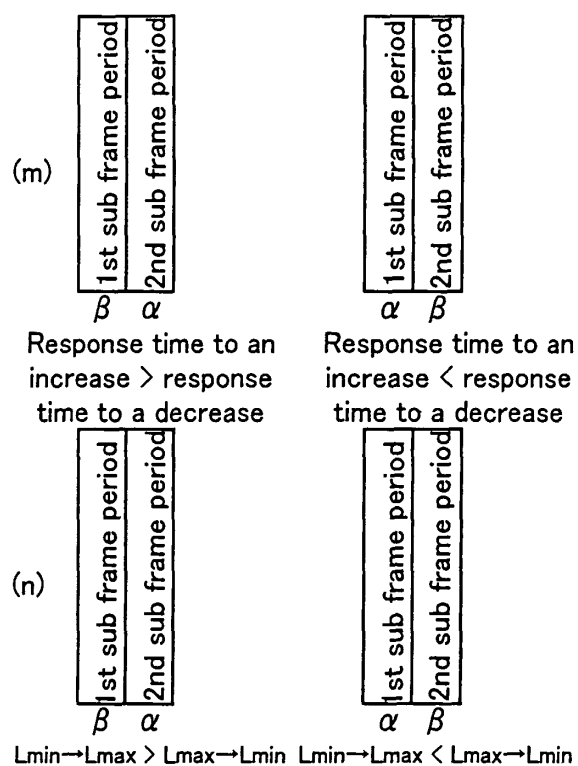 1st sub frame period
2nd sub frame period
1st sub frame period
2nd sub frame period
(m)
β α
α β
Response time to an
increase > response
time to a decrease
Response time to an
increase < response
time to a decrease
1st sub frame period
2nd sub frame period
1st sub frame period
2nd sub frame period
(n)
β α
α β
Lmin→Lmax > Lmax→Lmin
Lmin→Lmax < Lmax→Lmin